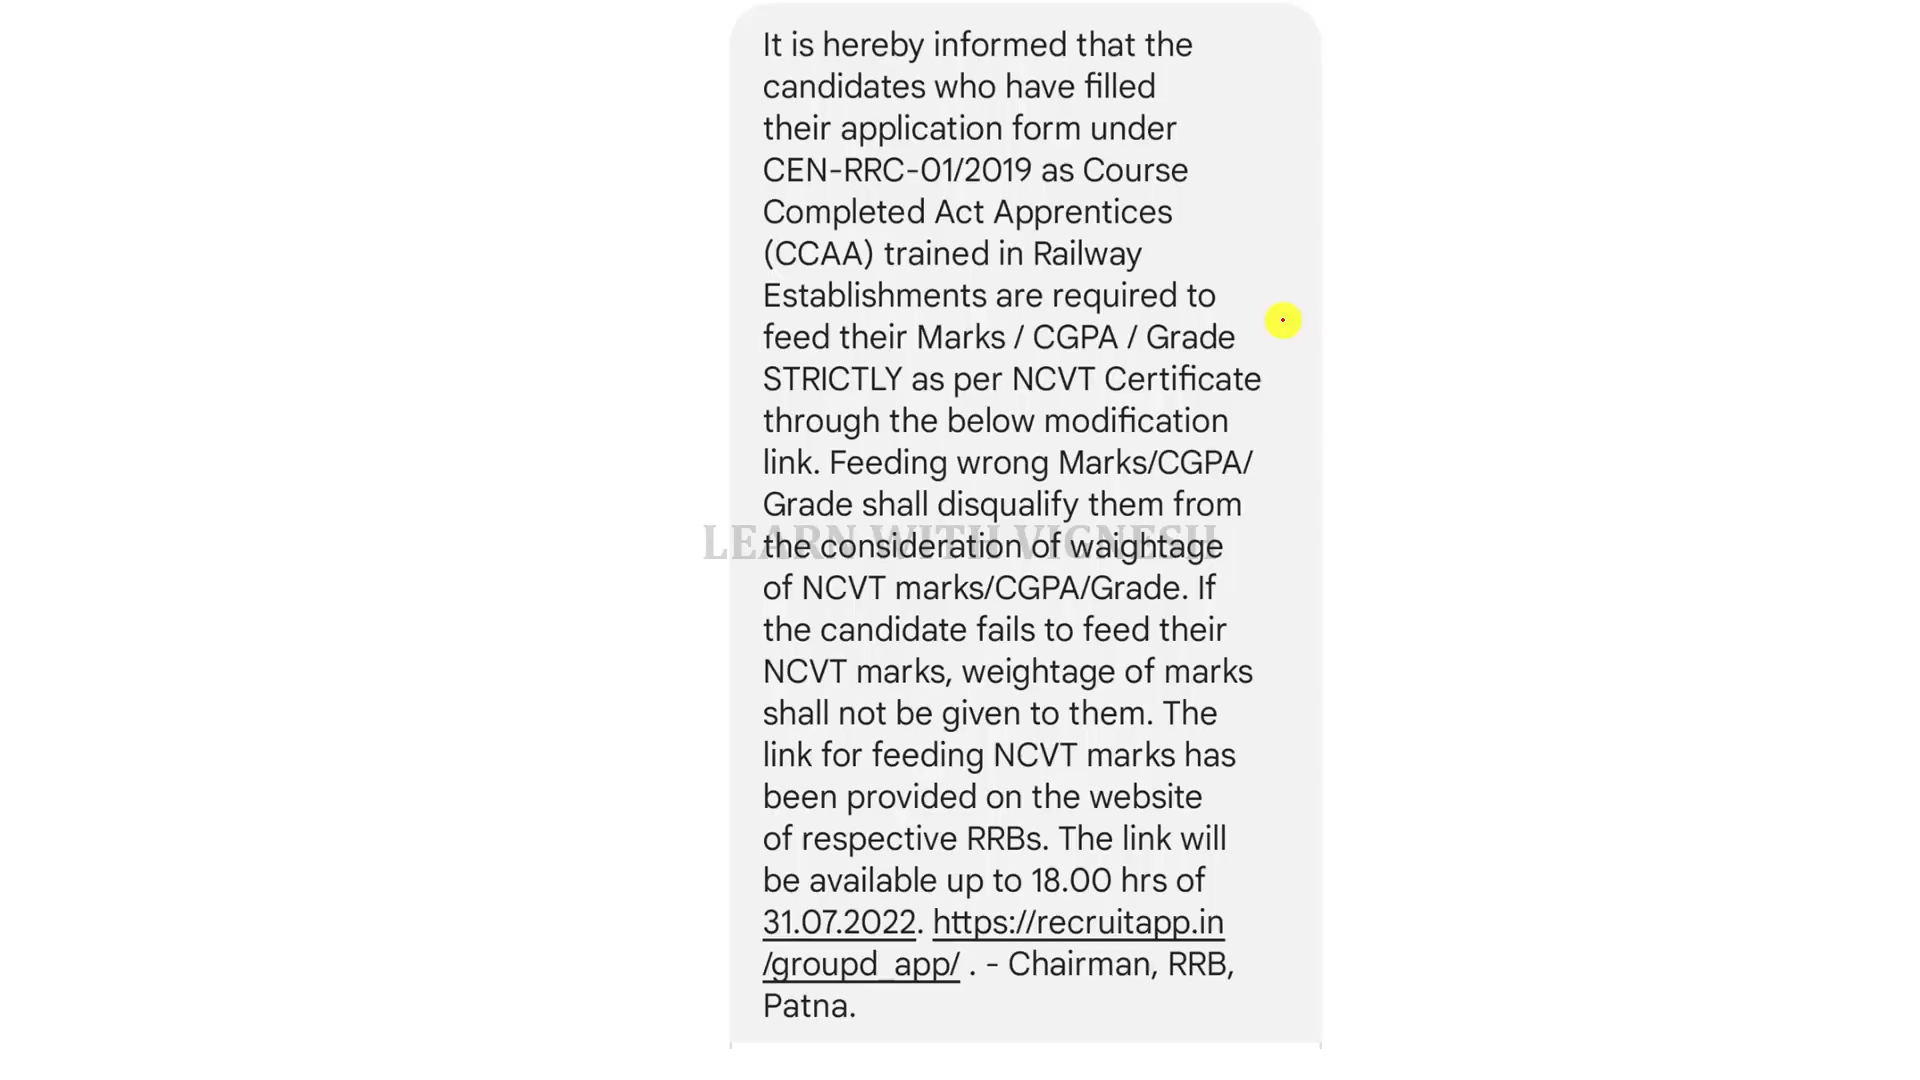 It is hereby informed that the
candidates who have filled
their application form under
CEN-RRC-01/2019 as Course
Completed Act Apprentices
(CCAA) trained in Railway
Establishments are required to
feed their Marks / CGPA / Grade
STRICTLY as per NCVT Certificate
through the below modification
link. Feeding wrong Marks/CGPA/
Grade shall disqualify them from
LEARN WITH VIGNESH
the consideration of waightage
of NCVT marks/CGPA/Grade. If
the candidate fails to feed their
NCVT marks, weightage of marks
shall not be given to them. The
link for feeding NCVT marks has
been provided on the website
of respective RRBs. The link will
be available up to 18.00 hrs of
31.07.2022. https://recruitapp.in
/groupd_app/ . - Chairman, RRB,
Patna.